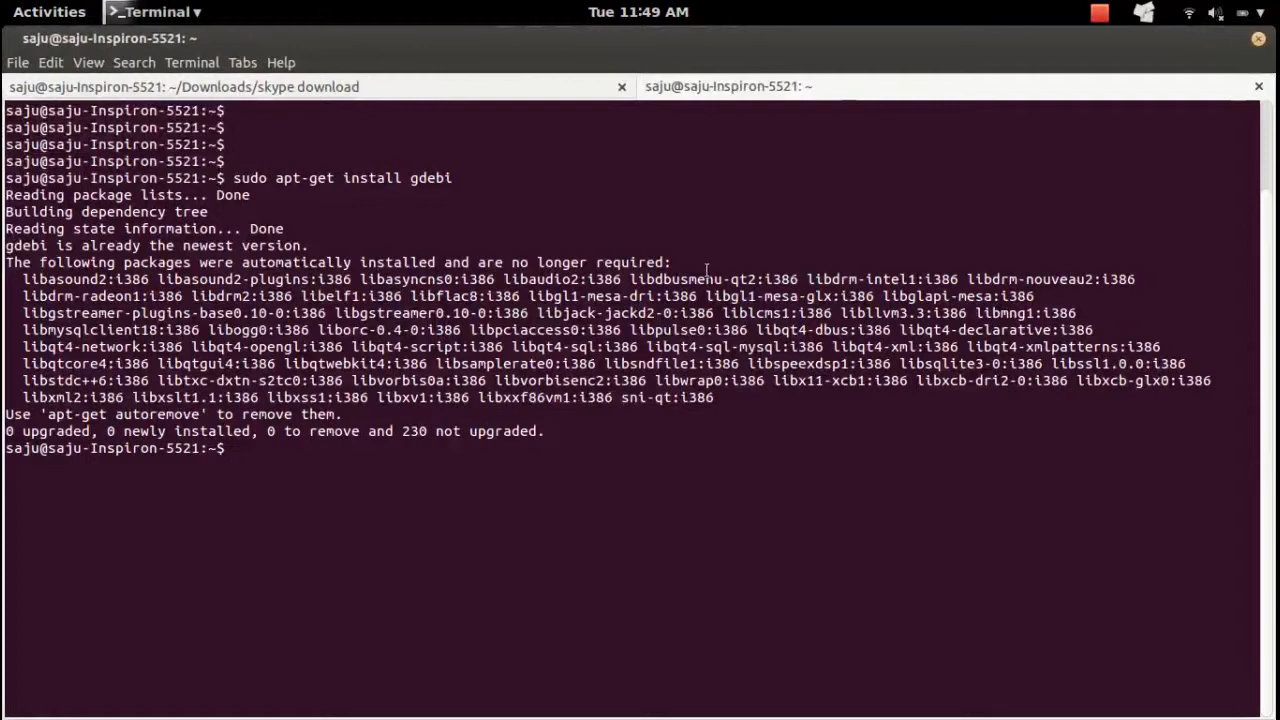 Activities >_Terminal ▾ Tue 11:49 AM
saju@saju-Inspiron-5521: ~
File Edit View Search Terminal Tabs Help
saju@saju-Inspiron-5521: ~/Downloads/skype download saju@saju-Inspiron-5521: ~
saju@saju-Inspiron-5521:~$
saju@saju-Inspiron-5521:~$
saju@saju-Inspiron-5521:~$
saju@saju-Inspiron-5521:~$
saju@saju-Inspiron-5521:~$ sudo apt-get install gdebi
Reading package lists... Done
Building dependency tree
Reading state information... Done
gdebi is already the newest version.
The following packages were automatically installed and are no longer required:
libasound2:i386 libasound2-plugins:i386 libasyncns0:i386 libaudio2:i386 libdbusmenu-qt2:i386 libdrm-intel1:i386 libdrm-nouveau2:i386
libdrm-radeon1:i386 libdrm2:i386 libelf1:i386 libflac8:i386 libgl1-mesa-dri:i386 libgl1-mesa-glx:i386 libglapi-mesa:i386
libgstreamer-plugins-base0.10-0:i386 libgstreamer0.10-0:i386 libjack-jackd2-0:i386 liblcms1:i386 libllvm3.3:i386 libmng1:i386
libmysqlclient18:i386 libogg0:i386 liborc-0.4-0:i386 libpciaccess0:i386 libpulse0:i386 libqt4-dbus:i386 libqt4-declarative:i386
libqt4-network:i386 libqt4-opengl:i386 libqt4-script:i386 libqt4-sql:i386 libqt4-sql-mysql:i386 libqt4-xml:i386 libqt4-xmlpatterns:i386
libqtcore4:i386 libqtgui4:i386 libqtwebkit4:i386 libsamplerate0:i386 libsndfile1:i386 libspeexdsp1:i386 libsqlite3-0:i386 libssl1.0.0:i386
libstdc++6:i386 libtxc-dxtn-s2tc0:i386 libvorbis0a:i386 libvorbisenc2:i386 libwrap0:i386 libx11-xcb1:i386 libxcb-dri2-0:i386 libxcb-glx0:i386
libxml2:i386 libxslt1.1:i386 libxss1:i386 libxv1:i386 libxxf86vm1:i386 sni-qt:i386
Use 'apt-get autoremove' to remove them.
0 upgraded, 0 newly installed, 0 to remove and 230 not upgraded.
saju@saju-Inspiron-5521:~$